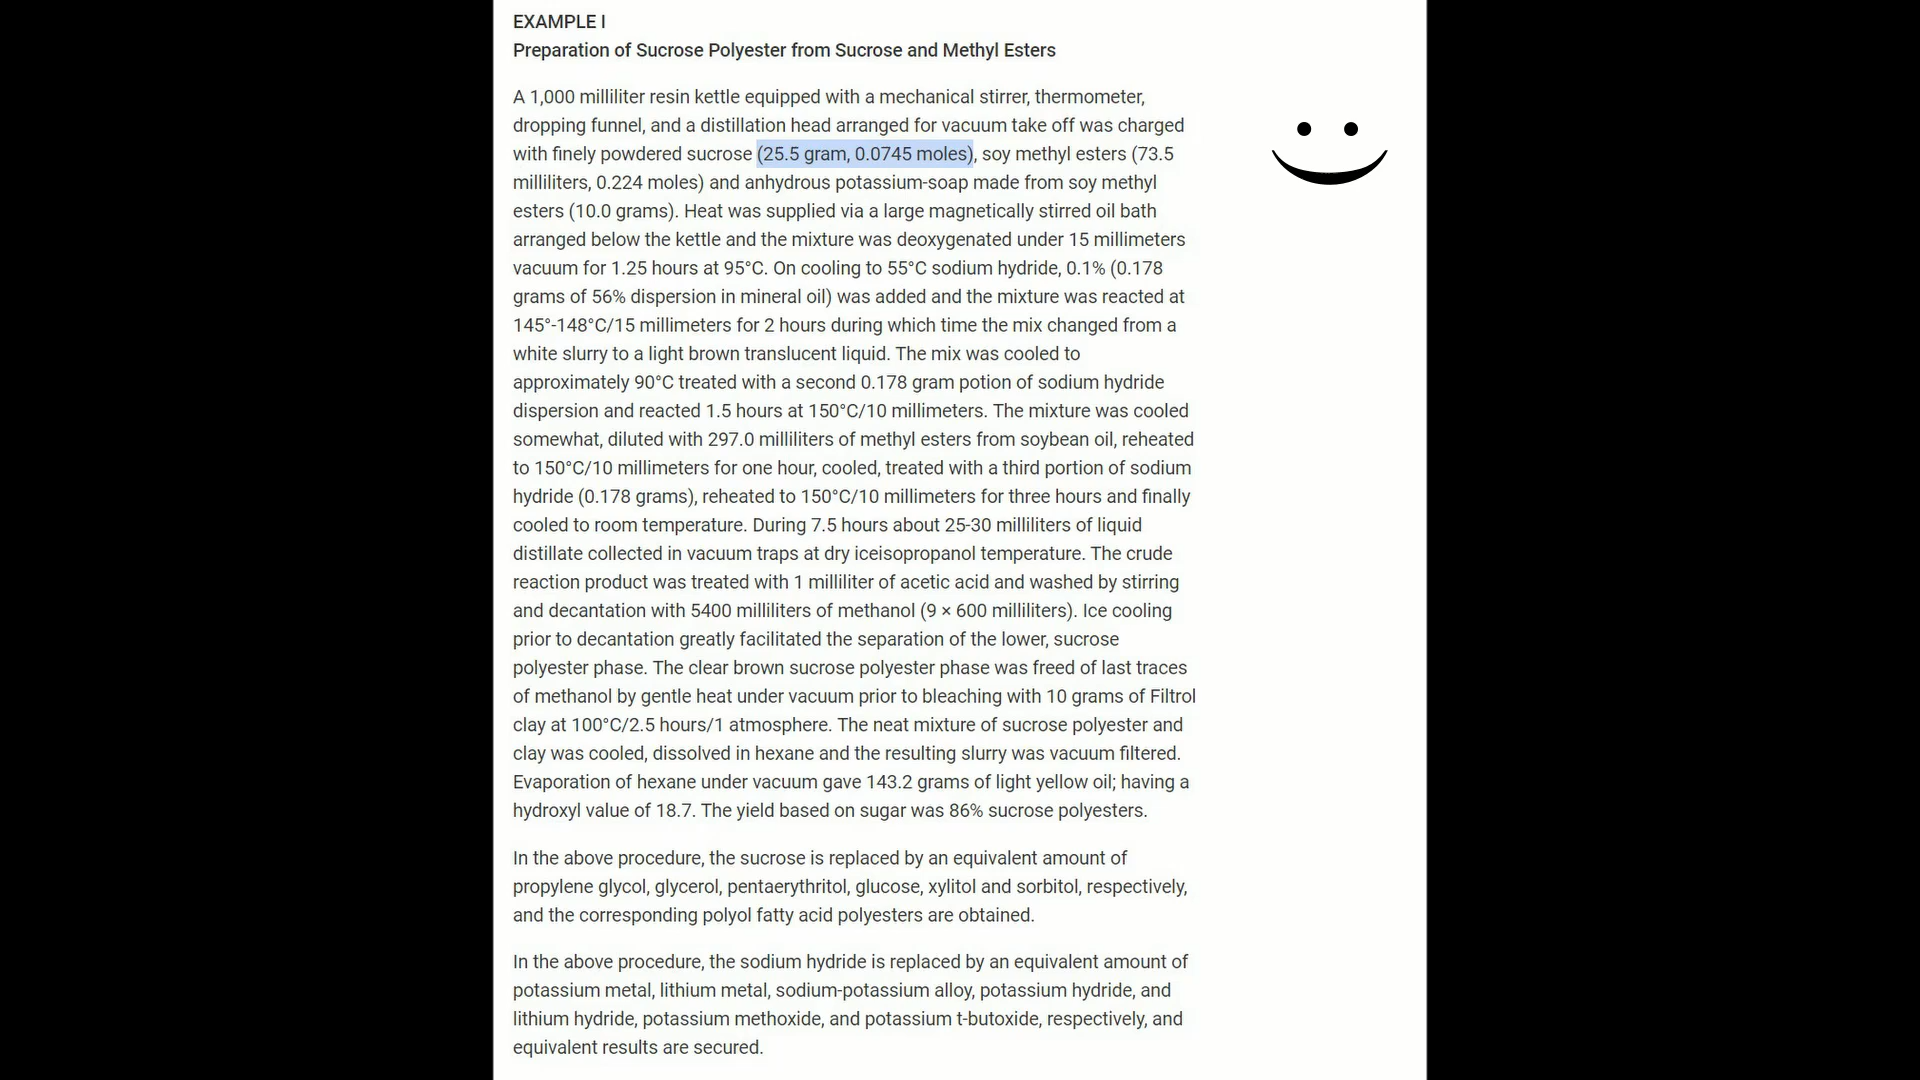 EXAMPLE I
Preparation of Sucrose Polyester from Sucrose and Methyl Esters
A 1,000 milliliter resin kettle equipped with a mechanical stirrer, thermometer,
dropping funnel, and a distillation head arranged for vacuum take off was charged
with finely powdered sucrose (25.5 gram, 0.0745 moles), soy methyl esters (73.5
milliliters, 0.224 moles) and anhydrous potassium-soap made from soy methyl
esters (10.0 grams). Heat was supplied via a large magnetically stirred oil bath
arranged below the kettle and the mixture was deoxygenated under 15 millimeters
vacuum for 1.25 hours at 95°C. On cooling to 55°C sodium hydride, 0.1% (0.178
grams of 56% dispersion in mineral oil) was added and the mixture was reacted at
145°-148°C/15 millimeters for 2 hours during which time the mix changed from a
white slurry to a light brown translucent liquid. The mix was cooled to
approximately 90°C treated with a second 0.178 gram potion of sodium hydride
dispersion and reacted 1.5 hours at 150°C/10 millimeters. The mixture was cooled
somewhat, diluted with 297.0 milliliters of methyl esters from soybean oil, reheated
to 150°C/10 millimeters for one hour, cooled, treated with a third portion of sodium
hydride (0.178 grams), reheated to 150°C/10 millimeters for three hours and finally
cooled to room temperature. During 7.5 hours about 25-30 milliliters of liquid
distillate collected in vacuum traps at dry iceisopropanol temperature. The crude
reaction product was treated with 1 milliliter of acetic acid and washed by stirring
and decantation with 5400 milliliters of methanol (9 × 600 milliliters). Ice cooling
prior to decantation greatly facilitated the separation of the lower, sucrose
polyester phase. The clear brown sucrose polyester phase was freed of last traces
of methanol by gentle heat under vacuum prior to bleaching with 10 grams of Filtrol
clay at 100°C/2.5 hours/1 atmosphere. The neat mixture of sucrose polyester and
clay was cooled, dissolved in hexane and the resulting slurry was vacuum filtered.
Evaporation of hexane under vacuum gave 143.2 grams of light yellow oil; having a
hydroxyl value of 18.7. The yield based on sugar was 86% sucrose polyesters.
In the above procedure, the sucrose is replaced by an equivalent amount of
propylene glycol, glycerol, pentaerythritol, glucose, xylitol and sorbitol, respectively,
and the corresponding polyol fatty acid polyesters are obtained.
In the above procedure, the sodium hydride is replaced by an equivalent amount of
potassium metal, lithium metal, sodium-potassium alloy, potassium hydride, and
lithium hydride, potassium methoxide, and potassium t-butoxide, respectively, and
equivalent results are secured.